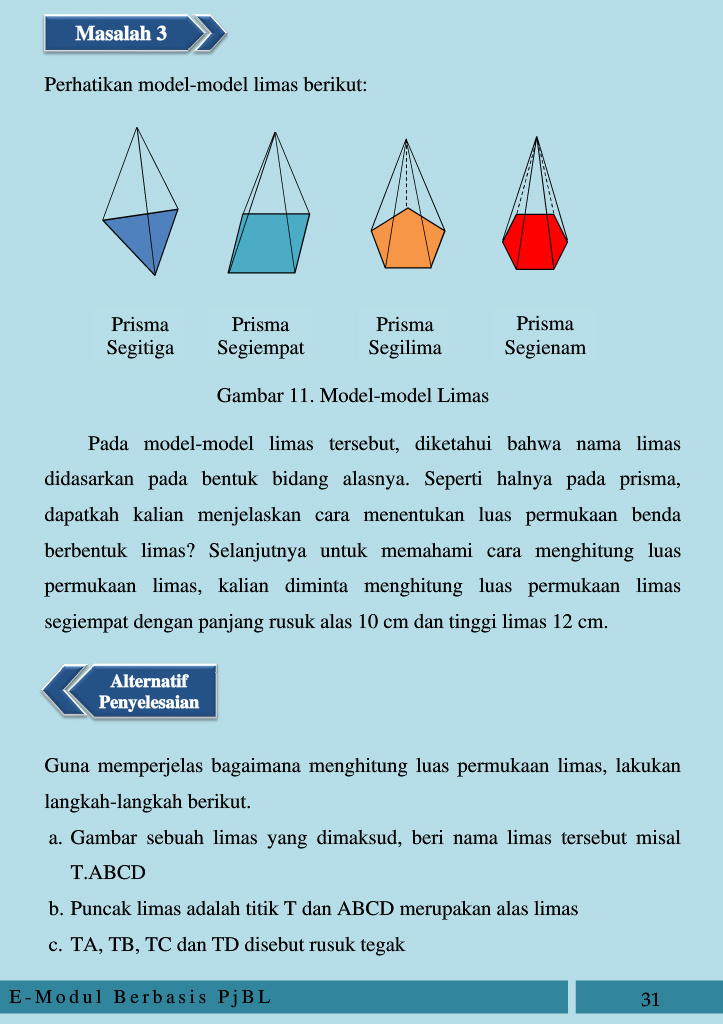 Masalah 3
Perhatikan model-model limas berikut:
Prisma Segitiga
Prisma Segiempat
Prisma Segilima
Prisma Segienam
Gambar 11. Model-model Limas
Pada model-model limas tersebut, diketahui bahwa nama limas
didasarkan pada bentuk bidang alasnya. Seperti halnya pada prisma,
dapatkah kalian menjelaskan cara menentukan luas permukaan benda
berbentuk limas? Selanjutnya untuk memahami cara menghitung luas
permukaan limas, kalian diminta menghitung luas permukaan limas
segiempat dengan panjang rusuk alas 10 cm dan tinggi limas 12 cm.
Alternatif
Penyelesaian
Guna memperjelas bagaimana menghitung luas permukaan limas, lakukan
langkah-langkah berikut.
a. Gambar sebuah limas yang dimaksud, beri nama limas tersebut misal
T.ABCD
b. Puncak limas adalah titik T dan ABCD merupakan alas limas
c. TA, TB, TC dan TD disebut rusuk tegak
E-Modul Berbasis PjBL
31